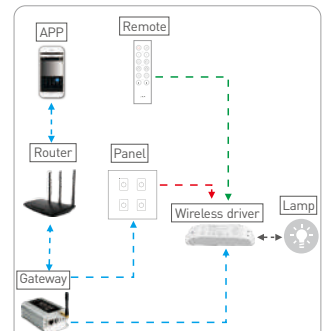 APP
Remote
Router
Panel
Wireless driver
Lamp
Gateway